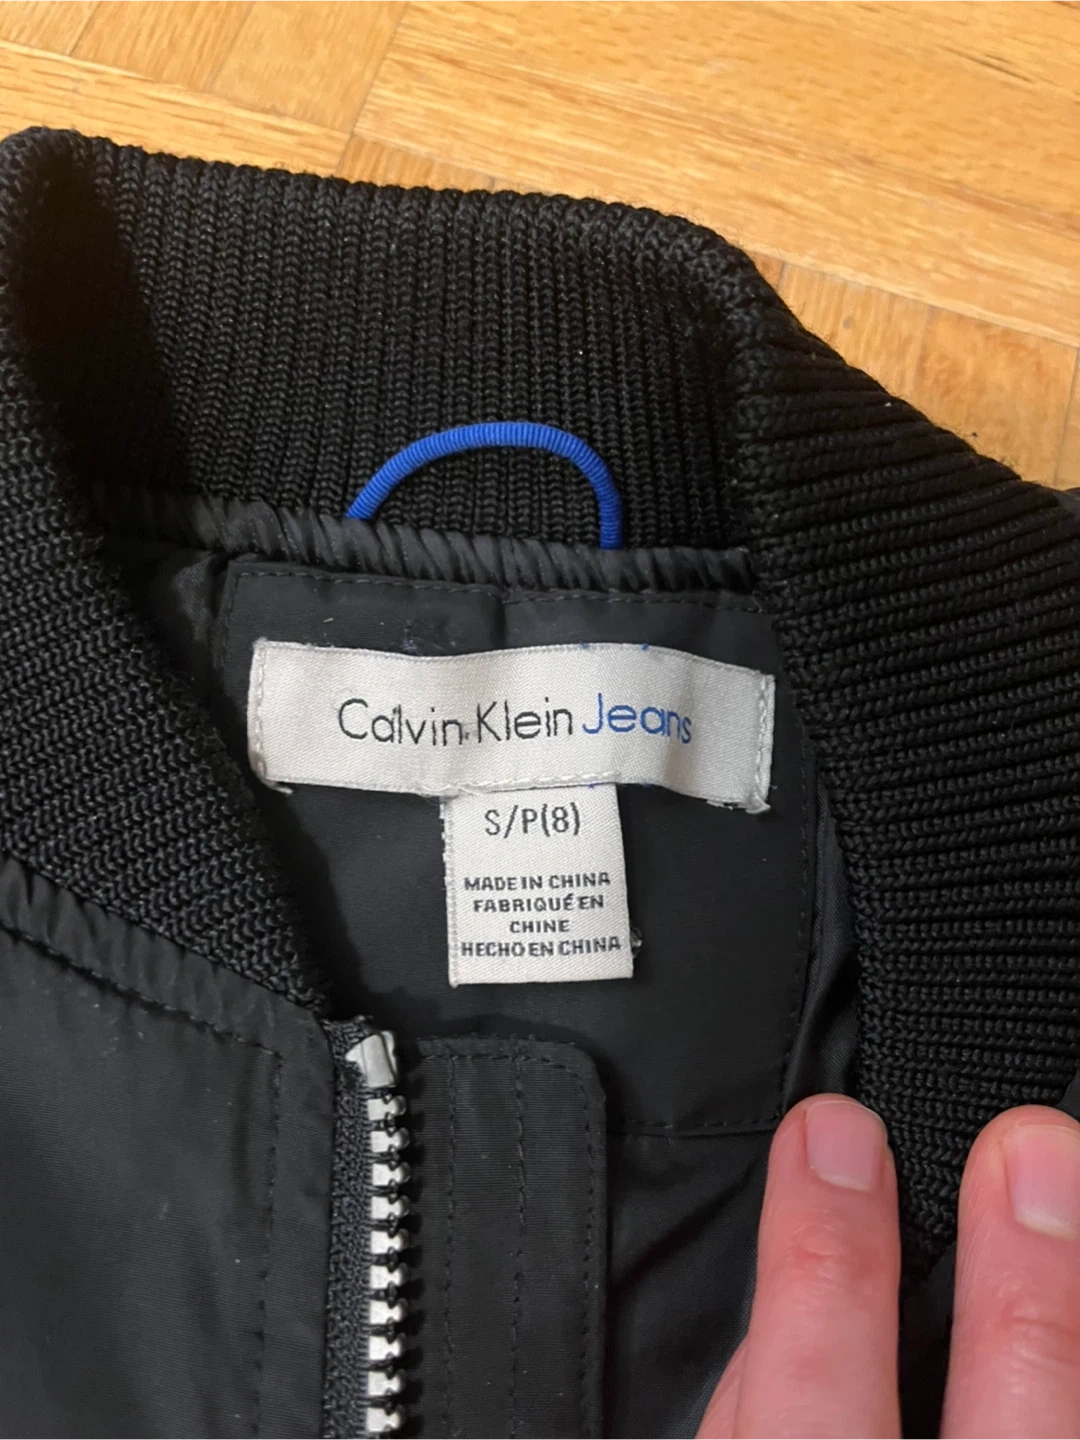 Calvin Klein Jeans
S/P(8)
MADE IN CHINA
FABRIQUÉ EN
CHINE
HECHO EN CHINA